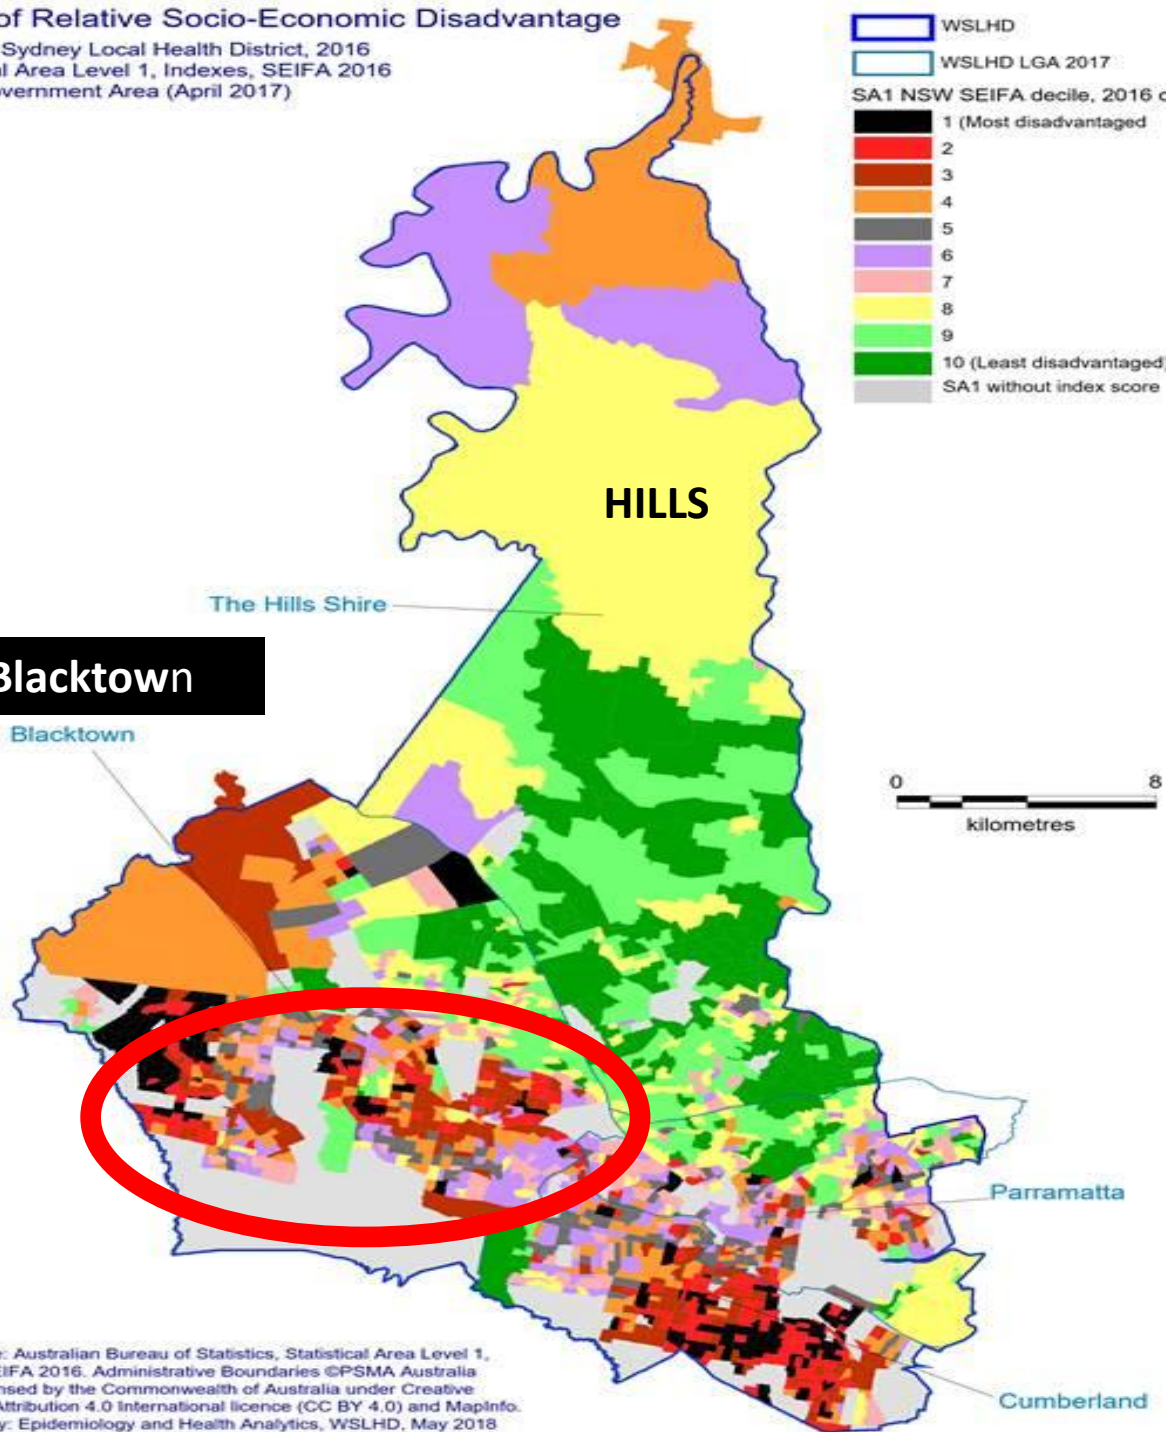 of Relative Socio-Economic Disadvantage
Sydney Local Health District, 2016
l Area Level 1, Indexes, SEIFA 2016
overnment Area (April 2017)
WSLHD
WSLHD LGA 2017
SA1 NSW SEIFA decile, 2016
1 (Most disadvantaged
2
3
4
5
6
7
8
9
10 (Least disadvantaged)
SA1 without index score
HILLS
The Hills Shire
Blacktown
Blacktown
0 8
kilometres
Parramatta
Cumberland
e: Australian Bureau of Statistics, Statistical Area Level 1,
EIFA 2016. Administrative Boundaries ©PSMA Australia
nsed by the Commonwealth of Australia under Creative
Attribution 4.0 International licence (CC BY 4.0) and MapInfo.
y: Epidemiology and Health Analytics, WSLHD, May 2018